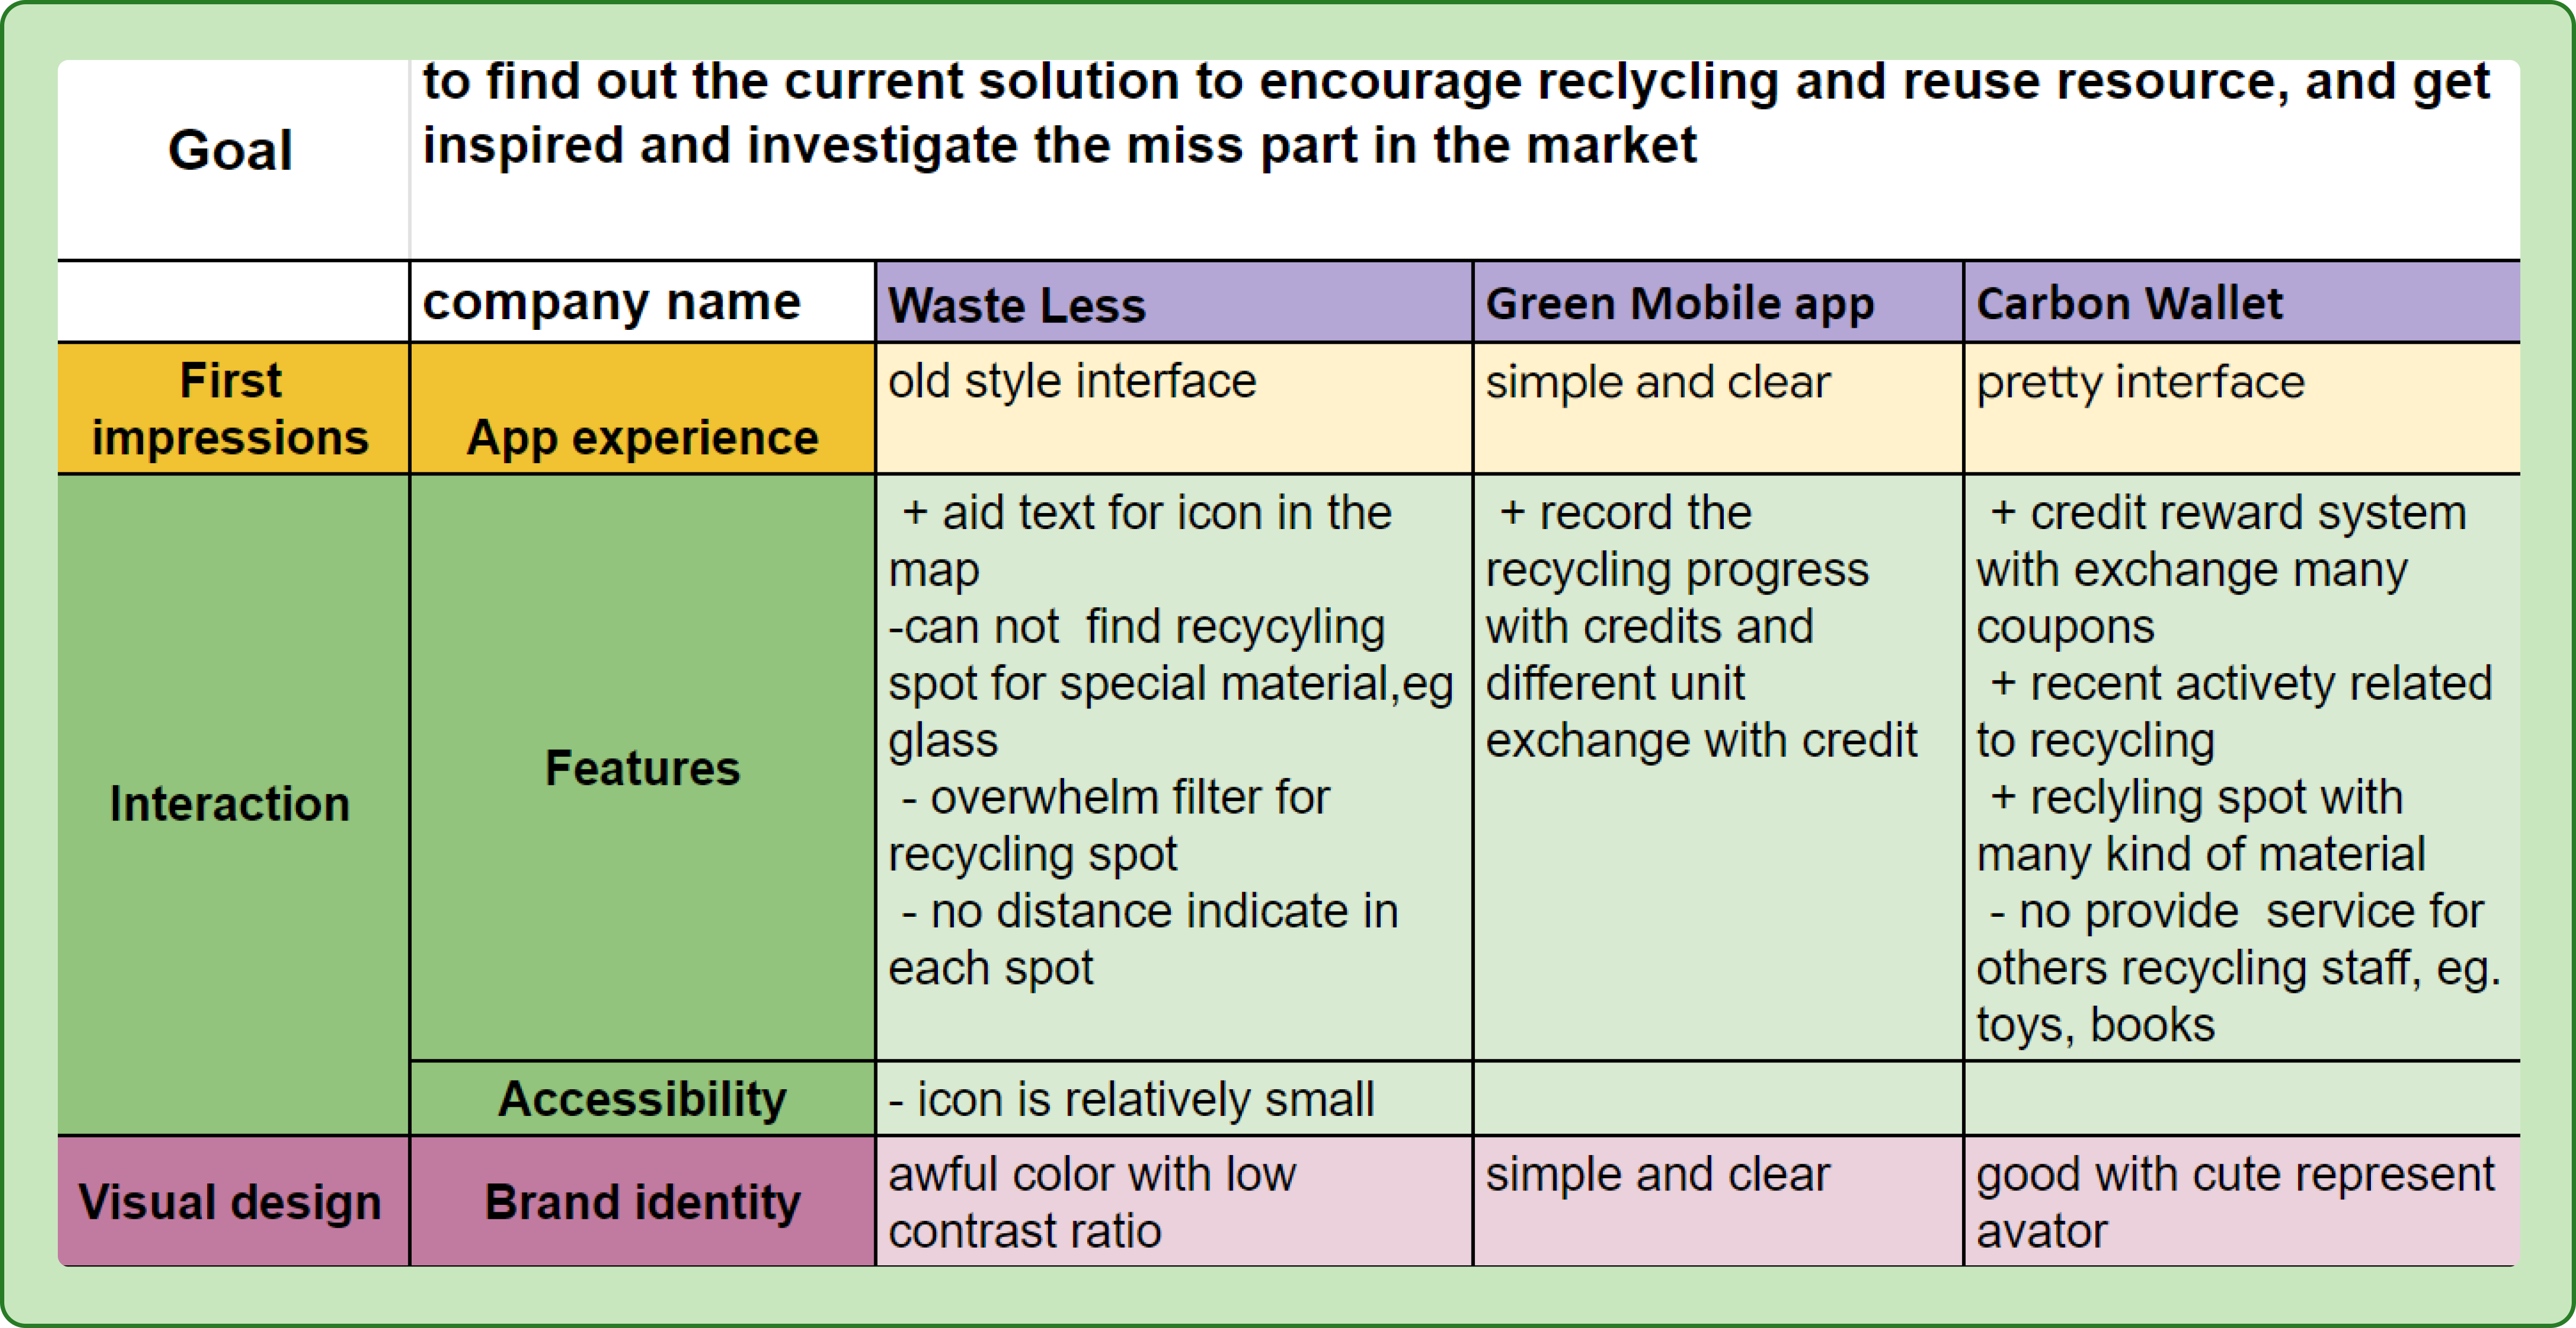 Goal
to find out the current solution to encourage reclycling and reuse resource, and get
inspired and investigate the miss part in the market
company name
Waste Less
Green Mobile app
Carbon Wallet
First
impressions
App experience
old style interface
simple and clear
pretty interface
Interaction
Features
+ aid text for icon in the
map
-can not  find recycyling
spot for special material,eg
glass
- overwhelm filter for
recycling spot
- no distance indicate in
each spot
+ record the
recycling progress
with credits and
different unit
exchange with credit
+ credit reward system
with exchange many
coupons
+ recent activety related
to recycling
+ reclyling spot with
many kind of material
- no provide  service for
others recycling staff, eg.
toys, books
Accessibility
- icon is relatively small
Visual design
Brand identity
awful color with low
contrast ratio
simple and clear
good with cute represent
avator